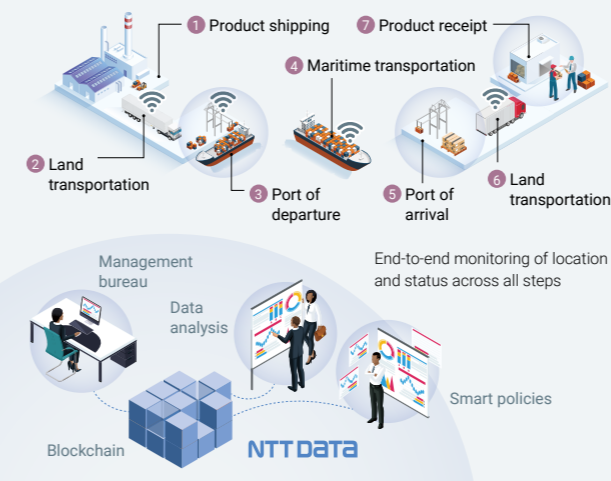 1 Product shipping
7 Product receipt
4 Maritime transportation
2 Land
transportation
3 Port of
departure
5 Port of
arrival
6 Land
transportation
End-to-end monitoring of location
and status across all steps
Management
bureau
Data
analysis
Smart policies
Blockchain
NTT DATA